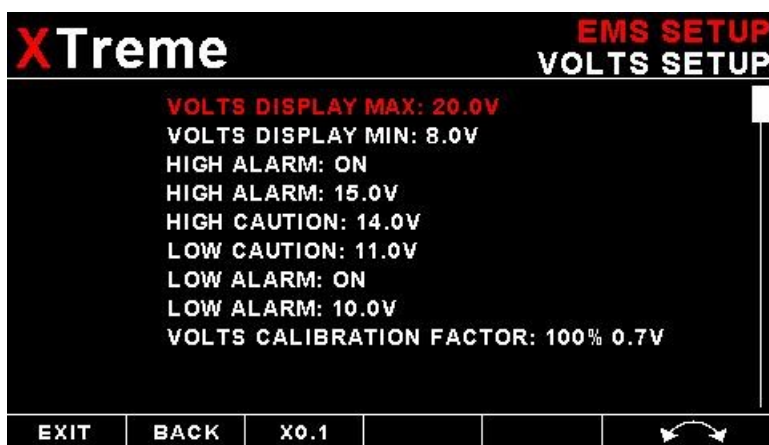 XTreme
EMS SETUP
VOLTS SETUP
VOLTS DISPLAY MAX: 20.0V
VOLTS DISPLAY MIN: 8.0V
HIGH ALARM: ON
HIGH ALARM: 15.0V
HIGH CAUTION: 14.0V
LOW CAUTION: 11.0V
LOW ALARM: ON
LOW ALARM: 10.0V
VOLTS CALIBRATION FACTOR: 100% 0.7V
EXIT BACK X0.1